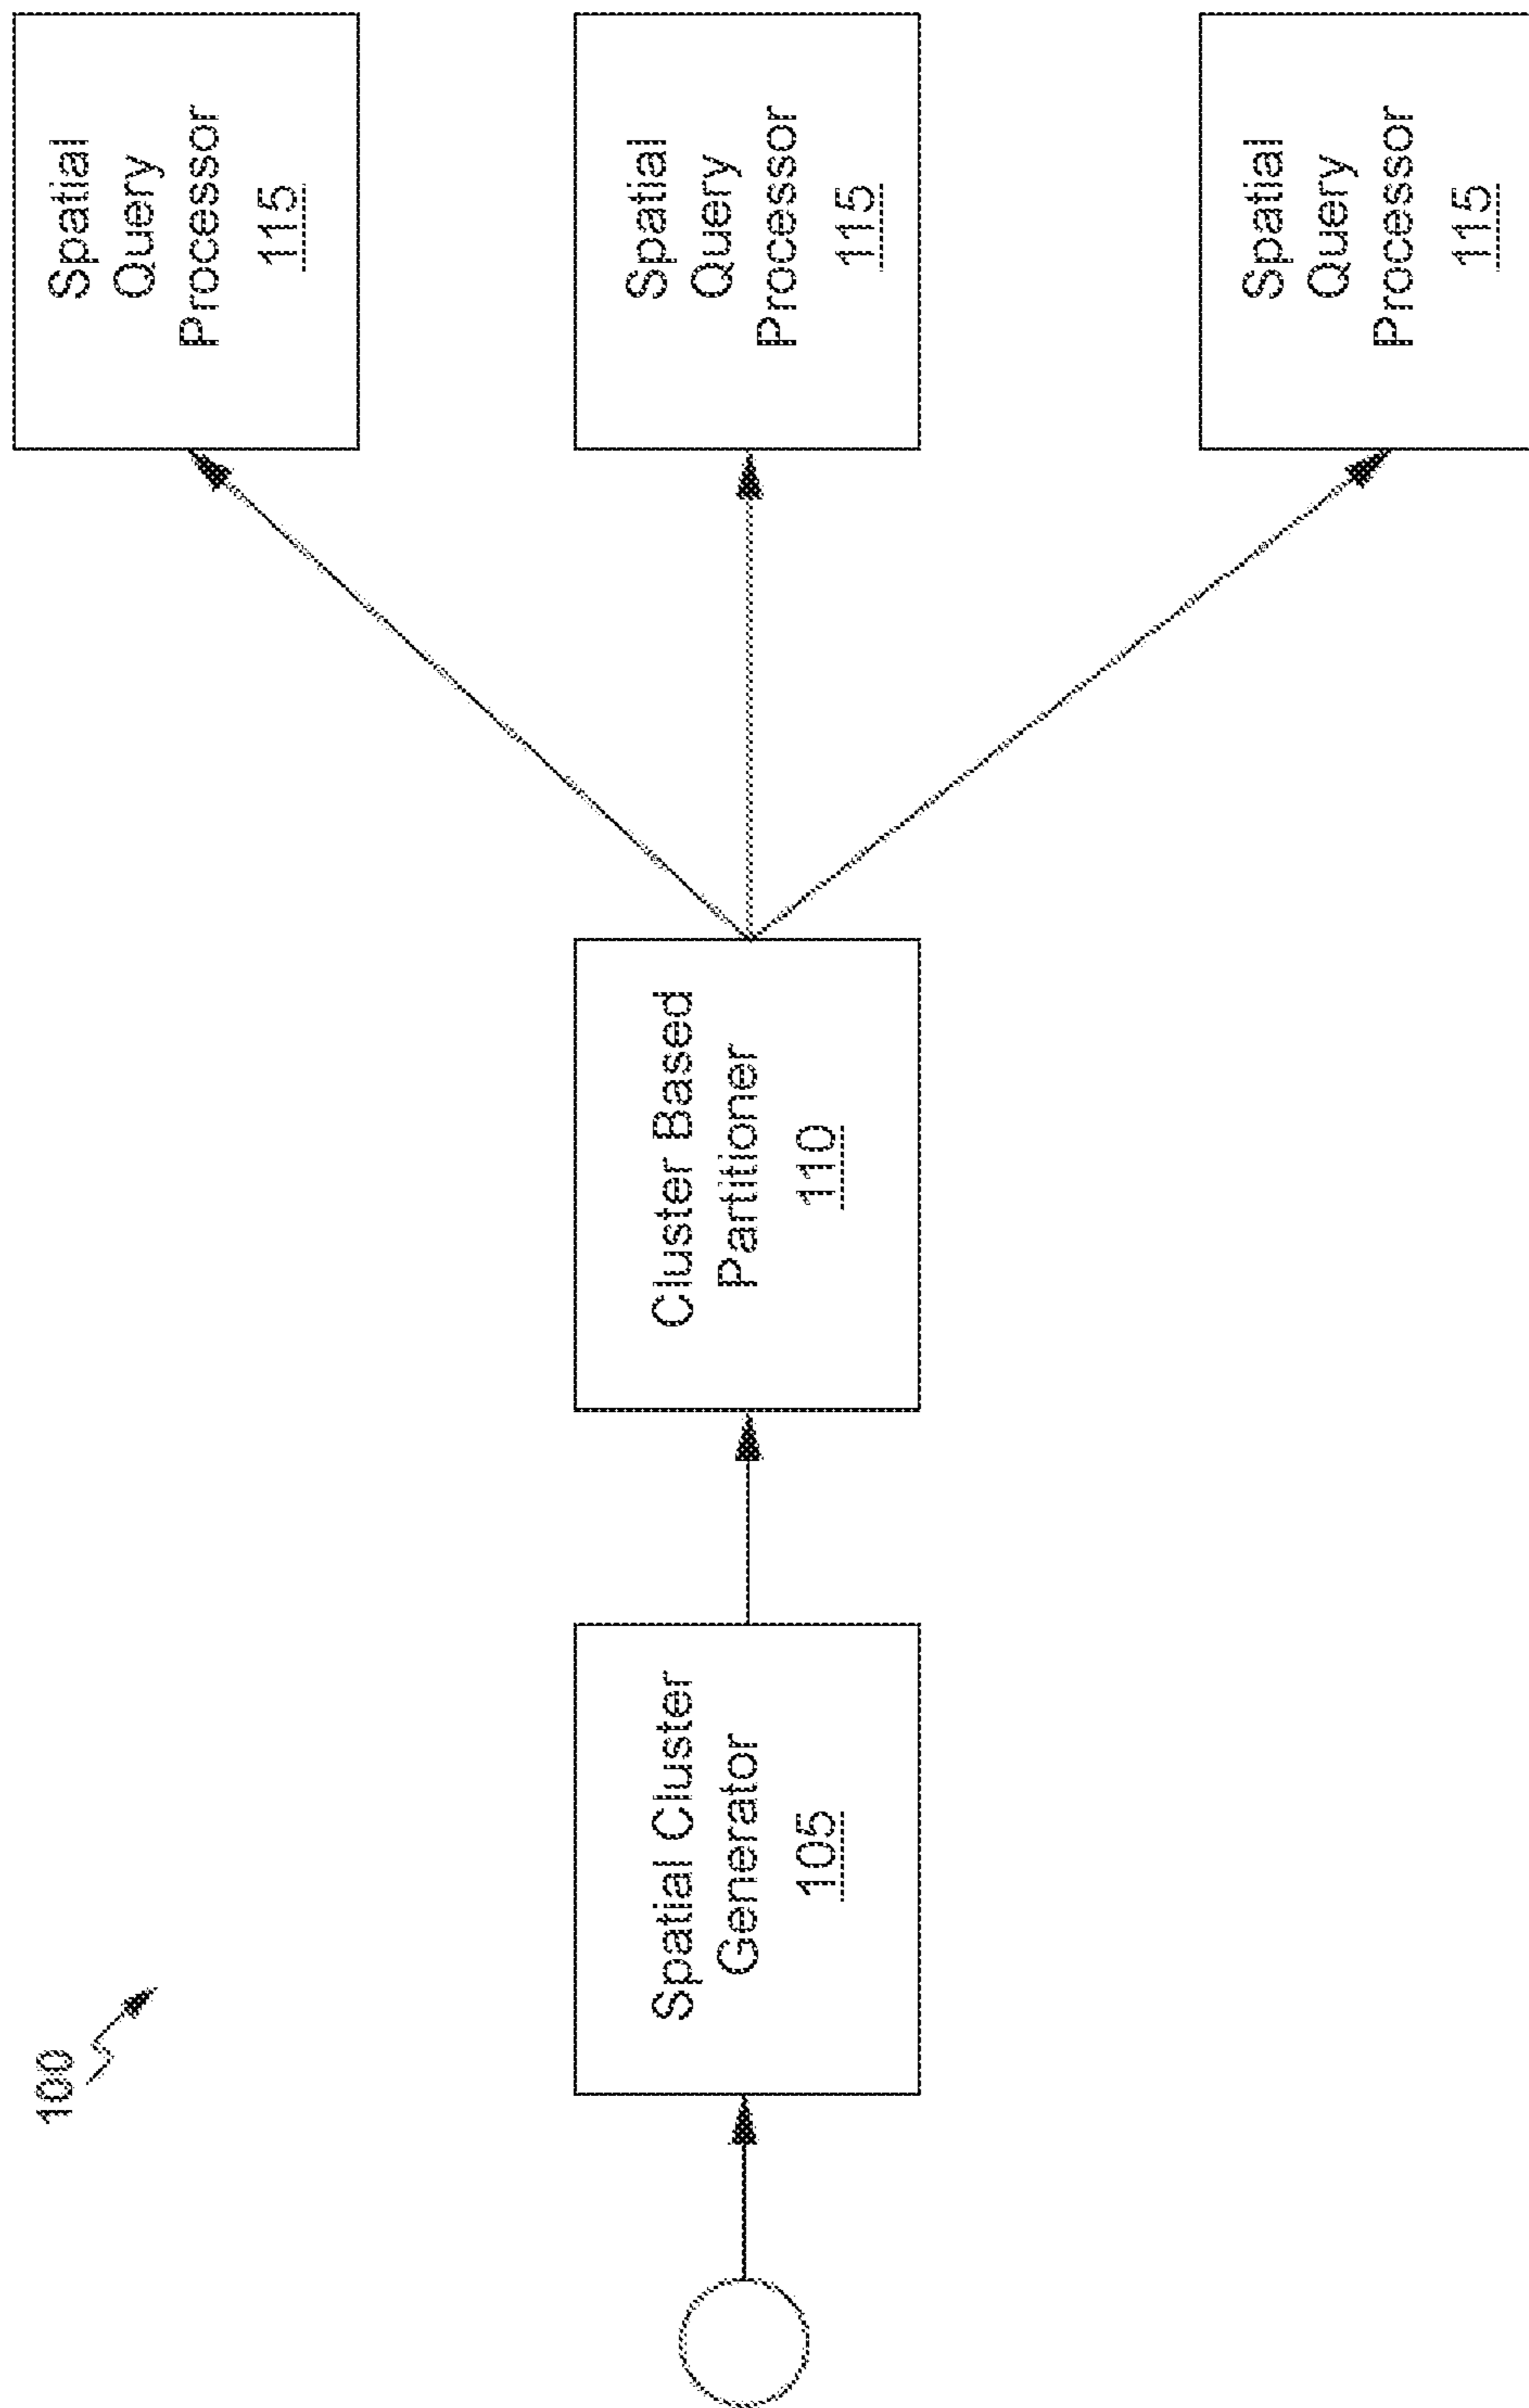 100
Spatial Cluster
Generator
105
Cluster Based
Partitioner
110
Spatial
Query
Processor
115
Spatial
Query
Processor
115
Spatial
Query
Processor
115